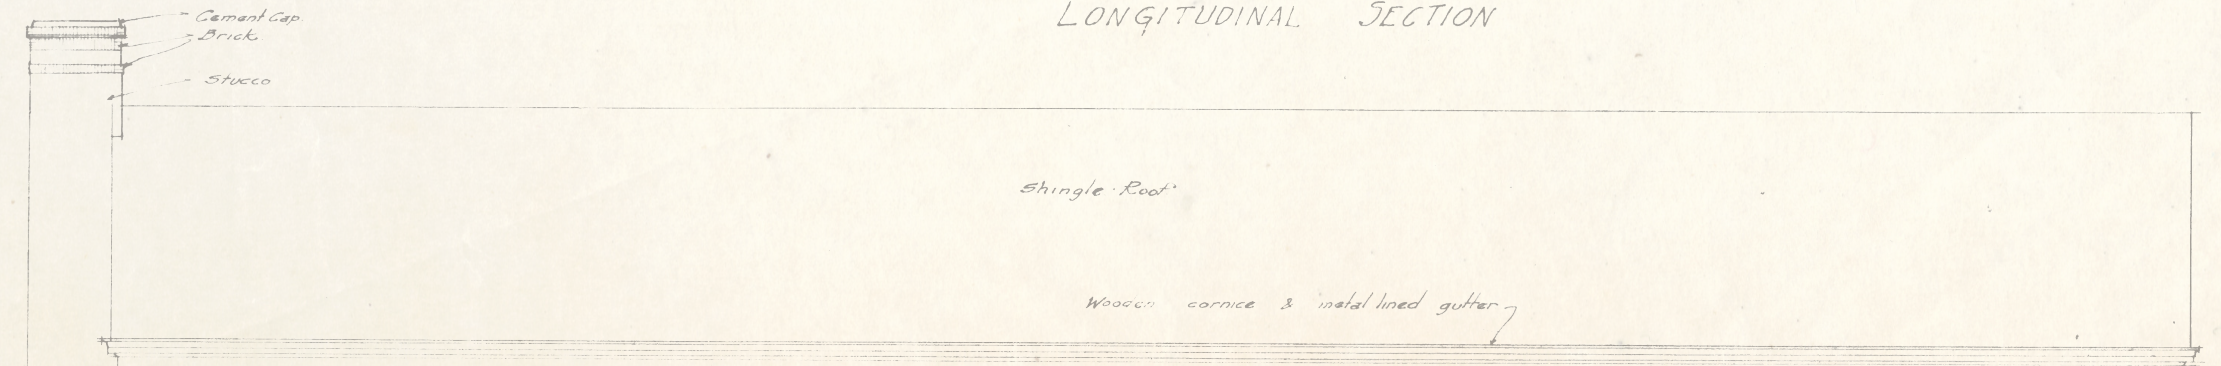 LONGITUDINAL SECTION
Cement Cap
Brick
Stucco
Shingle Roof
Wooden cornice & metal lined gutter